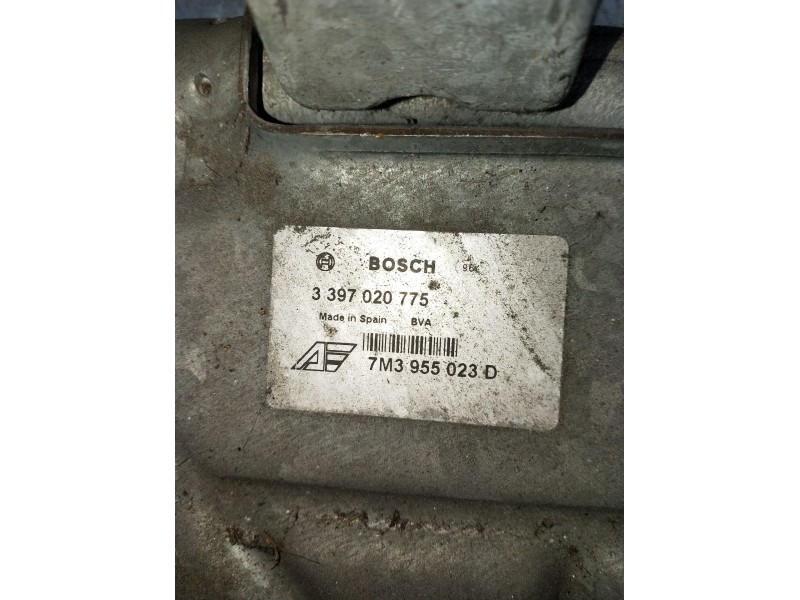 BOSCH
3 397 020 775
Made in Spain BVA
7M3 955 023 D